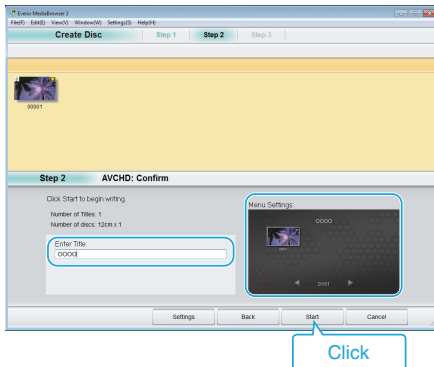 Everio MediaBrowser 3
File(F) Edit(E) View(V) Window(W) Settings(S) Help(H)
Create Disc Step 1 Step 2 Step 3
00001
Step 2 AVCHD: Confirm
Click Start to begin writing.
Number of Titles: 1
Number of discs: 12cm x 1
Enter Title:
OOOO
Menu Settings:
OOOO
01/01
Settings Back Start Cancel
Click